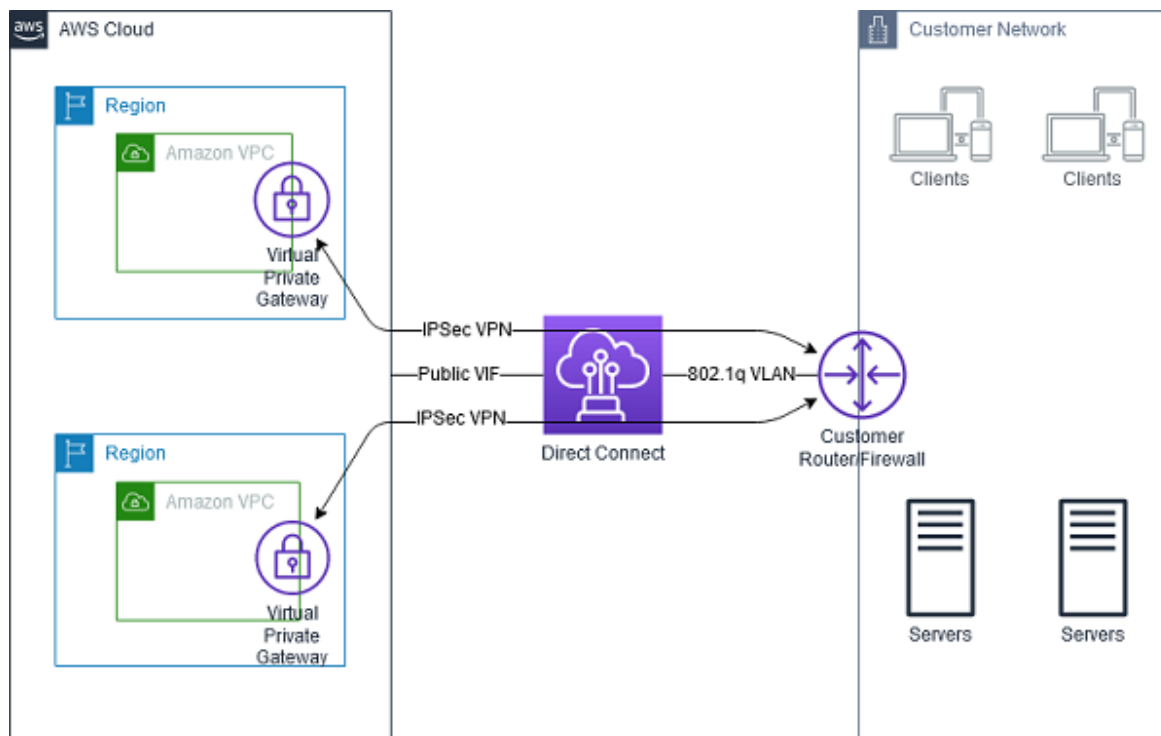 aws
AWS Cloud
Customer Network
Region
Amazon VPC
Virtual
Private
Gateway
Clients
Clients
IPSec VPN
Public VIF
802.1q VLAN
IPSec VPN
Direct Connect
Customer
Router/Firewall
Region
Amazon VPC
Virtual
Private
Gateway
Servers
Servers